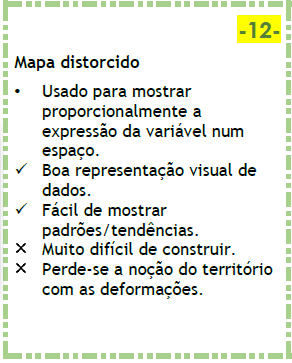 -12-
Mapa distorcido
• Usado para mostrar
proporcionalmente a
expressão da variável num
espaço.
✓ Boa representação visual de
dados.
✓ Fácil de mostrar
padrões/tendências.
✕ Muito difícil de construir.
✕ Perde-se a noção do território
com as deformações.